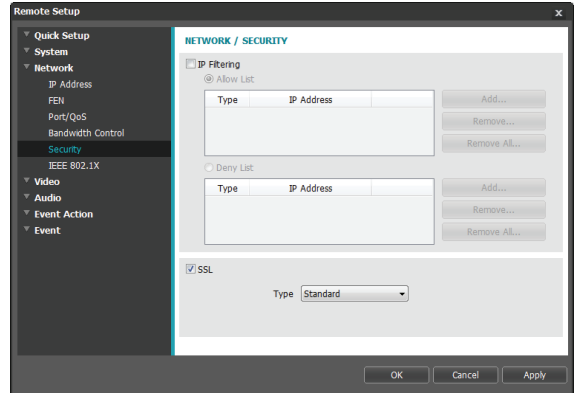 Remote Setup x
Quick Setup
System
Network
IP Address
FEN
Port/QoS
Bandwidth Control
Security
IEEE 802.1X
Video
Audio
Event Action
Event
NETWORK / SECURITY
IP Filtering
Allow List
Type IP Address
Add...
Remove...
Remove All...
Deny List
Type IP Address
Add...
Remove...
Remove All...
SSL
Type Standard
OK Cancel Apply